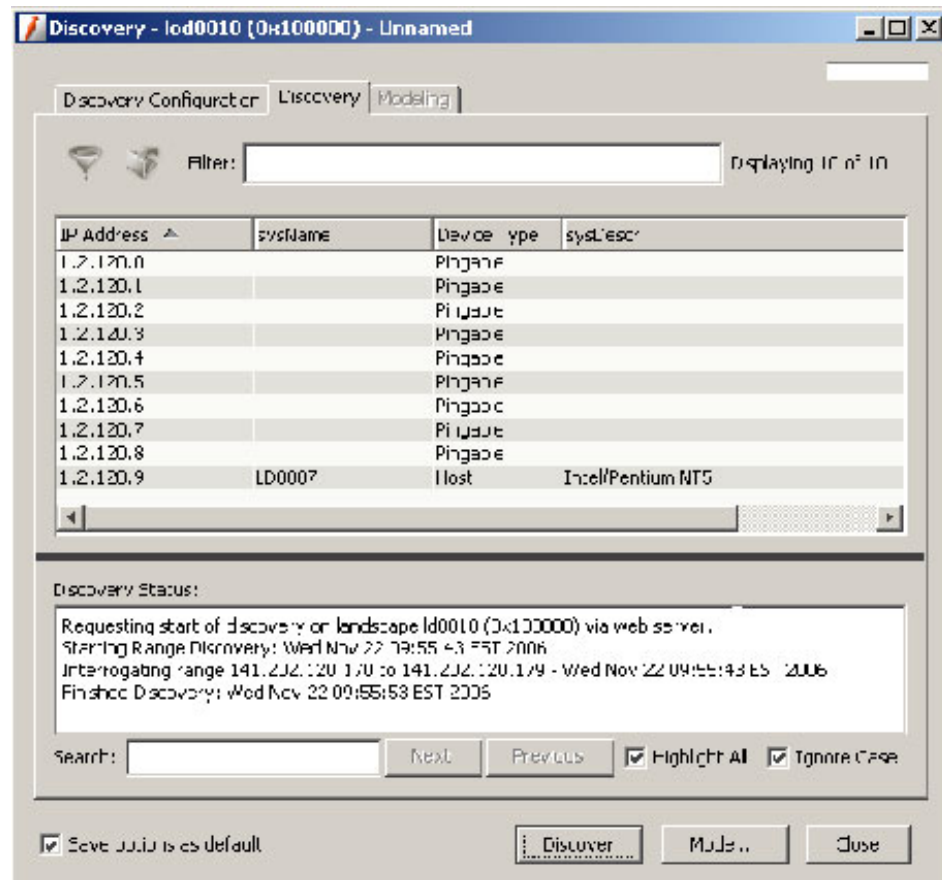 Discovery - lod0010 (0x100000) - Unnamed
Discovery Configuration Discovery Modeling
Filter: Displaying 10 of 10
IP Address sysName Device Type sysDescr
1.2.120.0 Pingable
1.2.120.1 Pingable
1.2.120.2 Pingable
1.2.120.3 Pingable
1.2.120.4 Pingable
1.2.120.5 Pingable
1.2.120.6 Pingable
1.2.120.7 Pingable
1.2.120.8 Pingable
1.2.120.9 LD0007 Host Intel/Pentium NT5
Discovery Status:
Requesting start of discovery on landscape ld0010 (0x100000) via web server.
Starting Range Discovery: Wed Nov 22 09:55:43 EST 2006
Interrogating range 141.202.120.170 to 141.202.120.179 - Wed Nov 22 09:55:43 EST 2006
Finished Discovery: Wed Nov 22 09:55:53 EST 2006
Search: Next Previous Highlight All Ignore Case
Save options as default Discover Model... Close